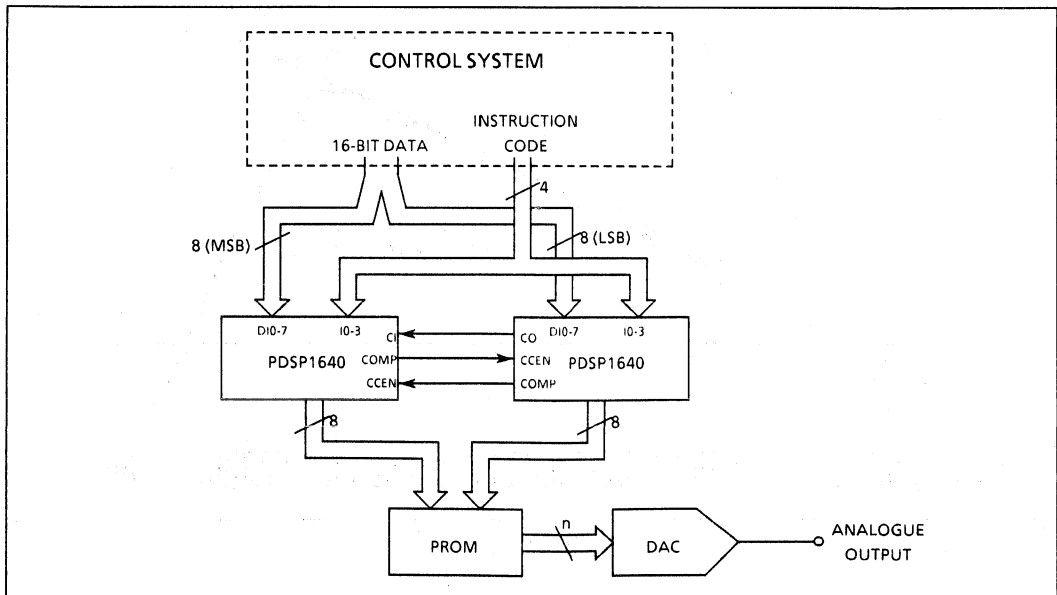 CONTROL SYSTEM
INSTRUCTION
CODE
16-BIT DATA
4
8 (MSB)
8 (LSB)
DI0-7
I0-3
CI
PDSP1640
COMP
CCEN
CO
DI0-7
I0-3
CCEN
PDSP1640
COMP
8
8
PROM
n
DAC
ANALOGUE
OUTPUT